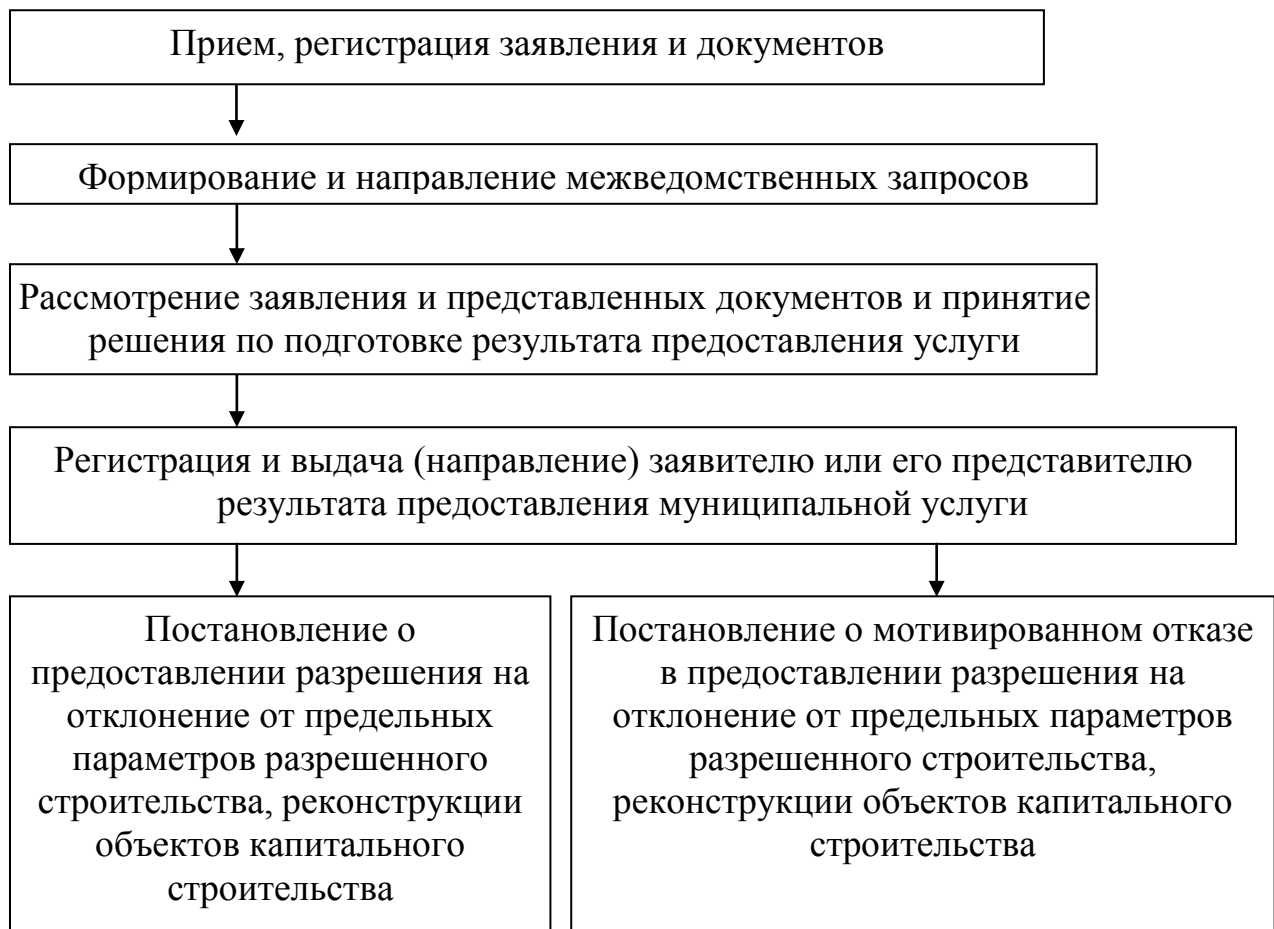 Прием, регистрация заявления и документов
Формирование и направление межведомственных запросов
Рассмотрение заявления и представленных документов и принятие
решения по подготовке результата предоставления услуги
Регистрация и выдача (направление) заявителю или его представителю
результата предоставления муниципальной услуги
Постановление о
предоставлении разрешения на
отклонение от предельных
параметров разрешенного
строительства, реконструкции
объектов капитального
строительства
Постановление о мотивированном отказе
в предоставлении разрешения на
отклонение от предельных параметров
разрешенного строительства,
реконструкции объектов капитального
строительства